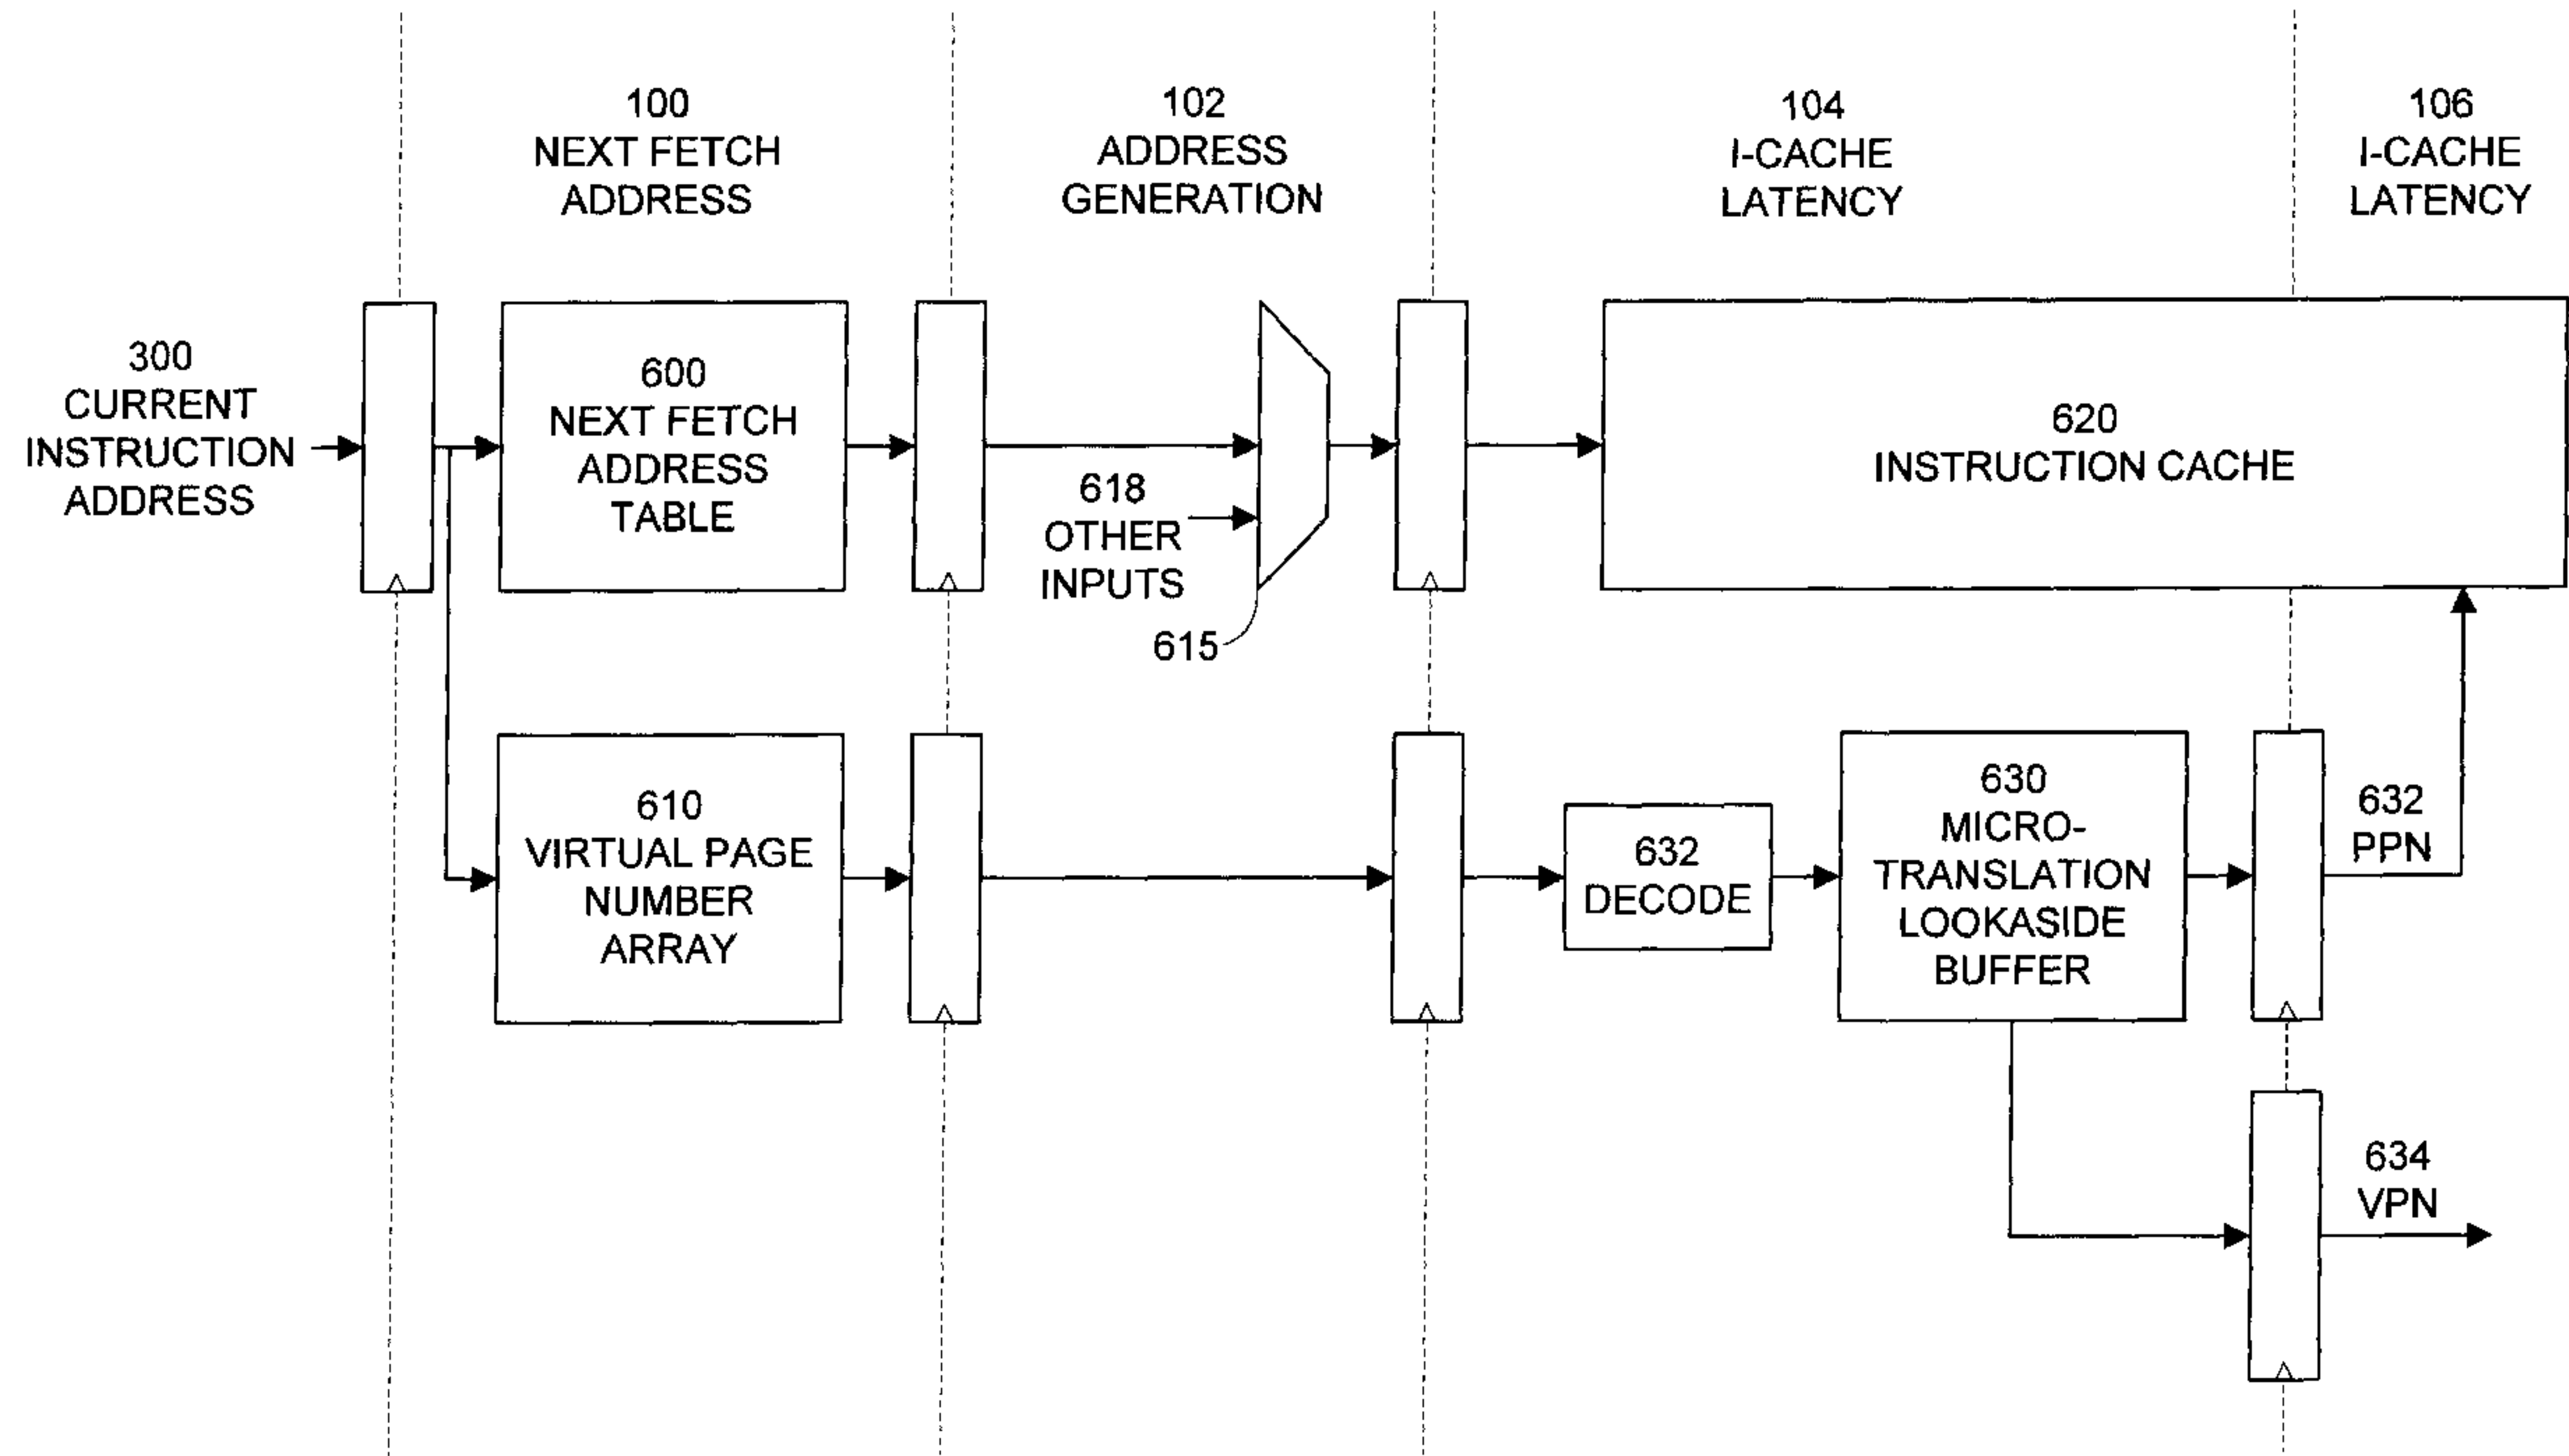 100
NEXT FETCH
ADDRESS
102
ADDRESS
GENERATION
104
I-CACHE
LATENCY
106
I-CACHE
LATENCY
300
CURRENT
INSTRUCTION
ADDRESS
600
NEXT FETCH
ADDRESS
TABLE
618
OTHER
INPUTS
615
620
INSTRUCTION CACHE
610
VIRTUAL PAGE
NUMBER
ARRAY
632
DECODE
630
MICRO-
TRANSLATION
LOOKASIDE
BUFFER
632
PPN
634
VPN